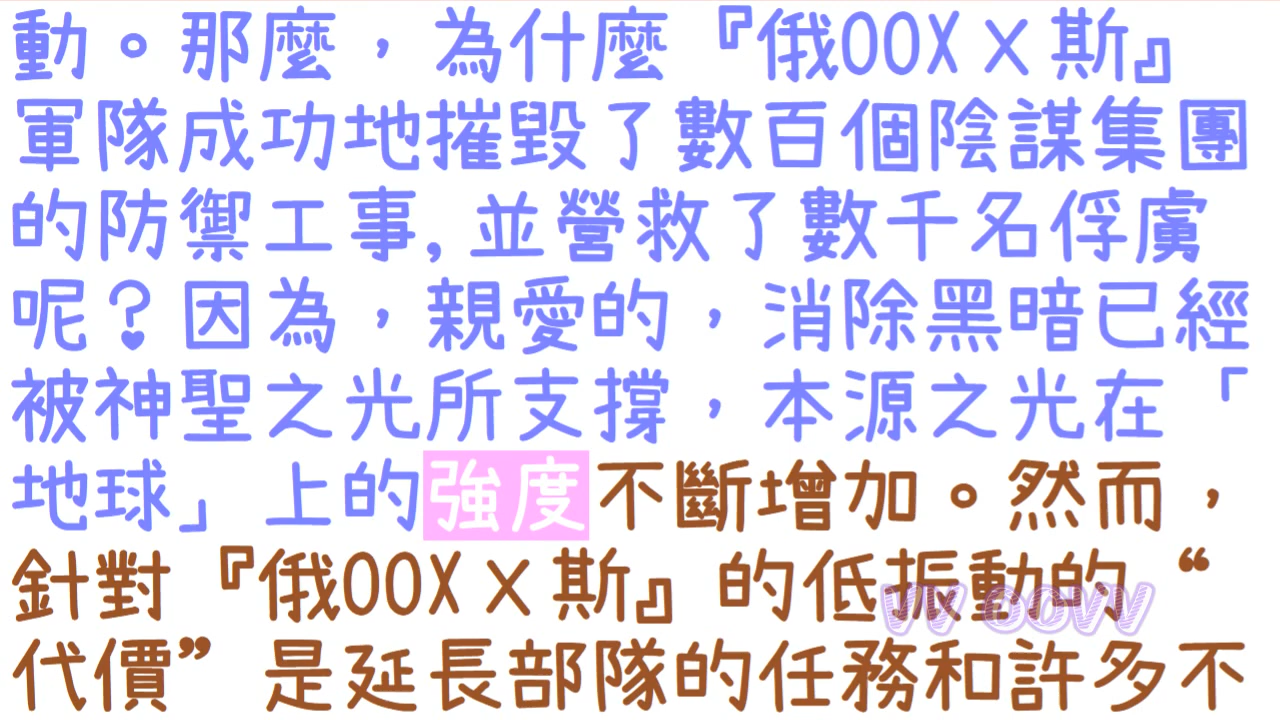 動。那麼，為什麼『俄OOX×斯』
軍隊成功地摧毀了數百個陰謀集團
的防禦工事,並營救了數千名俘虜
呢？因為，親愛的，消除黑暗已經
被神聖之光所支撐，本源之光在「
地球」上的強度不斷增加。然而，
針對『俄OOX×斯』的低振動的“
代價”是延長部隊的任務和許多不
VV OOVV